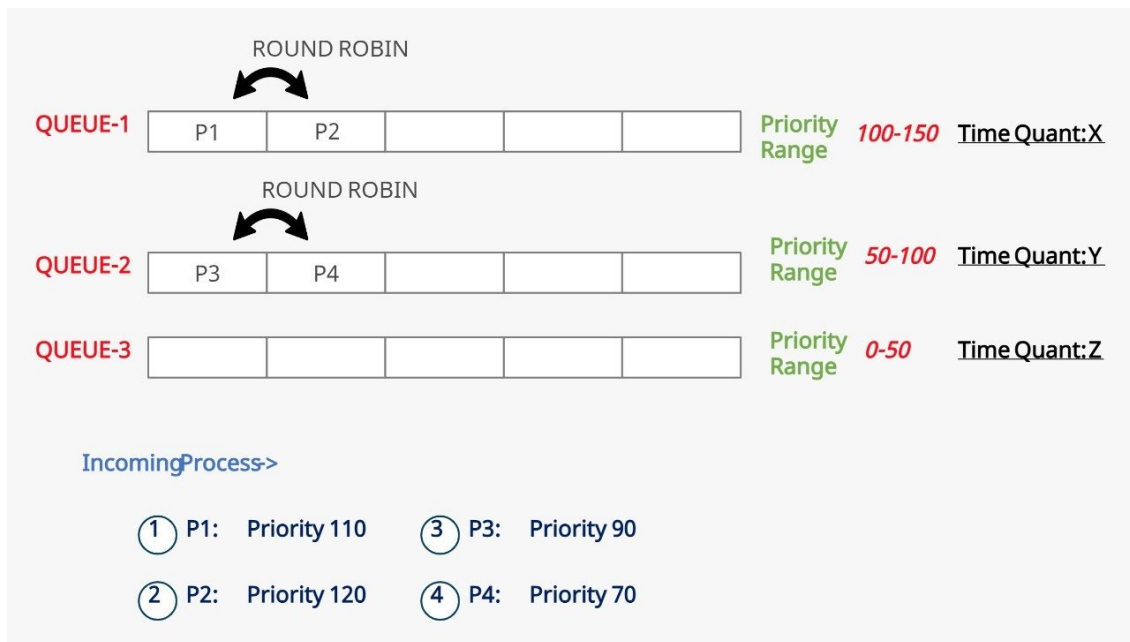 ROUND ROBIN
QUEUE-1 P1 P2 Priority Range 100-150 Time Quant:X
ROUND ROBIN
QUEUE-2 P3 P4 Priority Range 50-100 Time Quant:Y
QUEUE-3 Priority Range 0-50 Time Quant:Z
IncomingProcess->
1 P1: Priority 110 3 P3: Priority 90
2 P2: Priority 120 4 P4: Priority 70